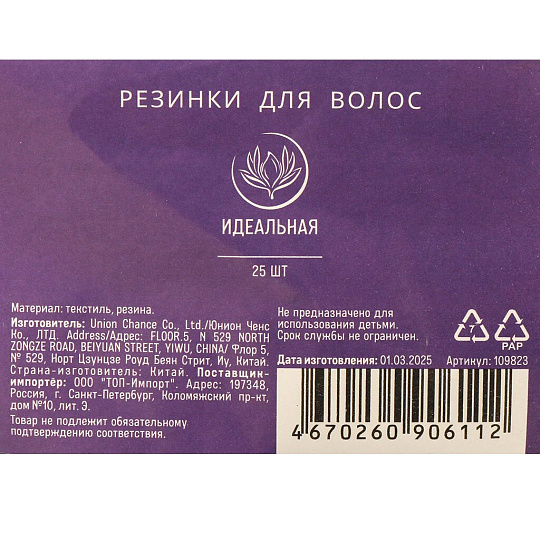 РЕЗИНКИ ДЛЯ ВОЛОС
ИДЕАЛЬНАЯ
25 ШТ
Материал: текстиль, резина.
Изготовитель: Union Chance Co., Ltd./Юнион Ченс
Ко., ЛТД. Address/Адрес: FLOOR.5, N 529 NORTH
ZONGZE ROAD, BEIYUAN STREET, YIWU, CHINA/ Флор 5,
№ 529, Норт Цзунцзе Роуд Беян Стрит, Иу, Китай.
Страна-изготовитель: Китай. Поставщик-
импортёр: ООО "ТОП-Импорт". Адрес: 197348,
Россия, г. Санкт-Петербург, Коломяжский пр-кт,
дом №10, лит. Э.
Товар не подлежит обязательному
подтверждению соответствия.
Не предназначено для
использования детьми.
Срок службы не ограничен.
7
PAP
Дата изготовления: 01.03.2025
Артикул: 109823
4 670260 906112